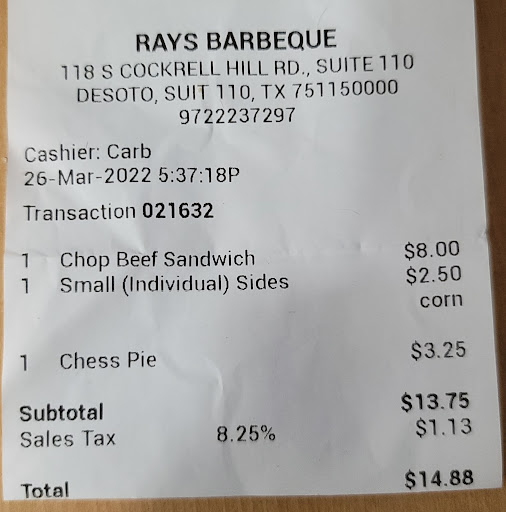 RAYS BARBEQUE
118 S COCKRELL HILL RD., SUITE 110
DESOTO, SUIT 110, TX 751150000
9722237297
Cashier: Carb
26-Mar-2022 5:37:18P
Transaction 021632
1 Chop Beef Sandwich $8.00
1 Small (Individual) Sides $2.50
corn
1 Chess Pie $3.25
Subtotal $13.75
Sales Tax 8.25% $1.13
Total $14.88